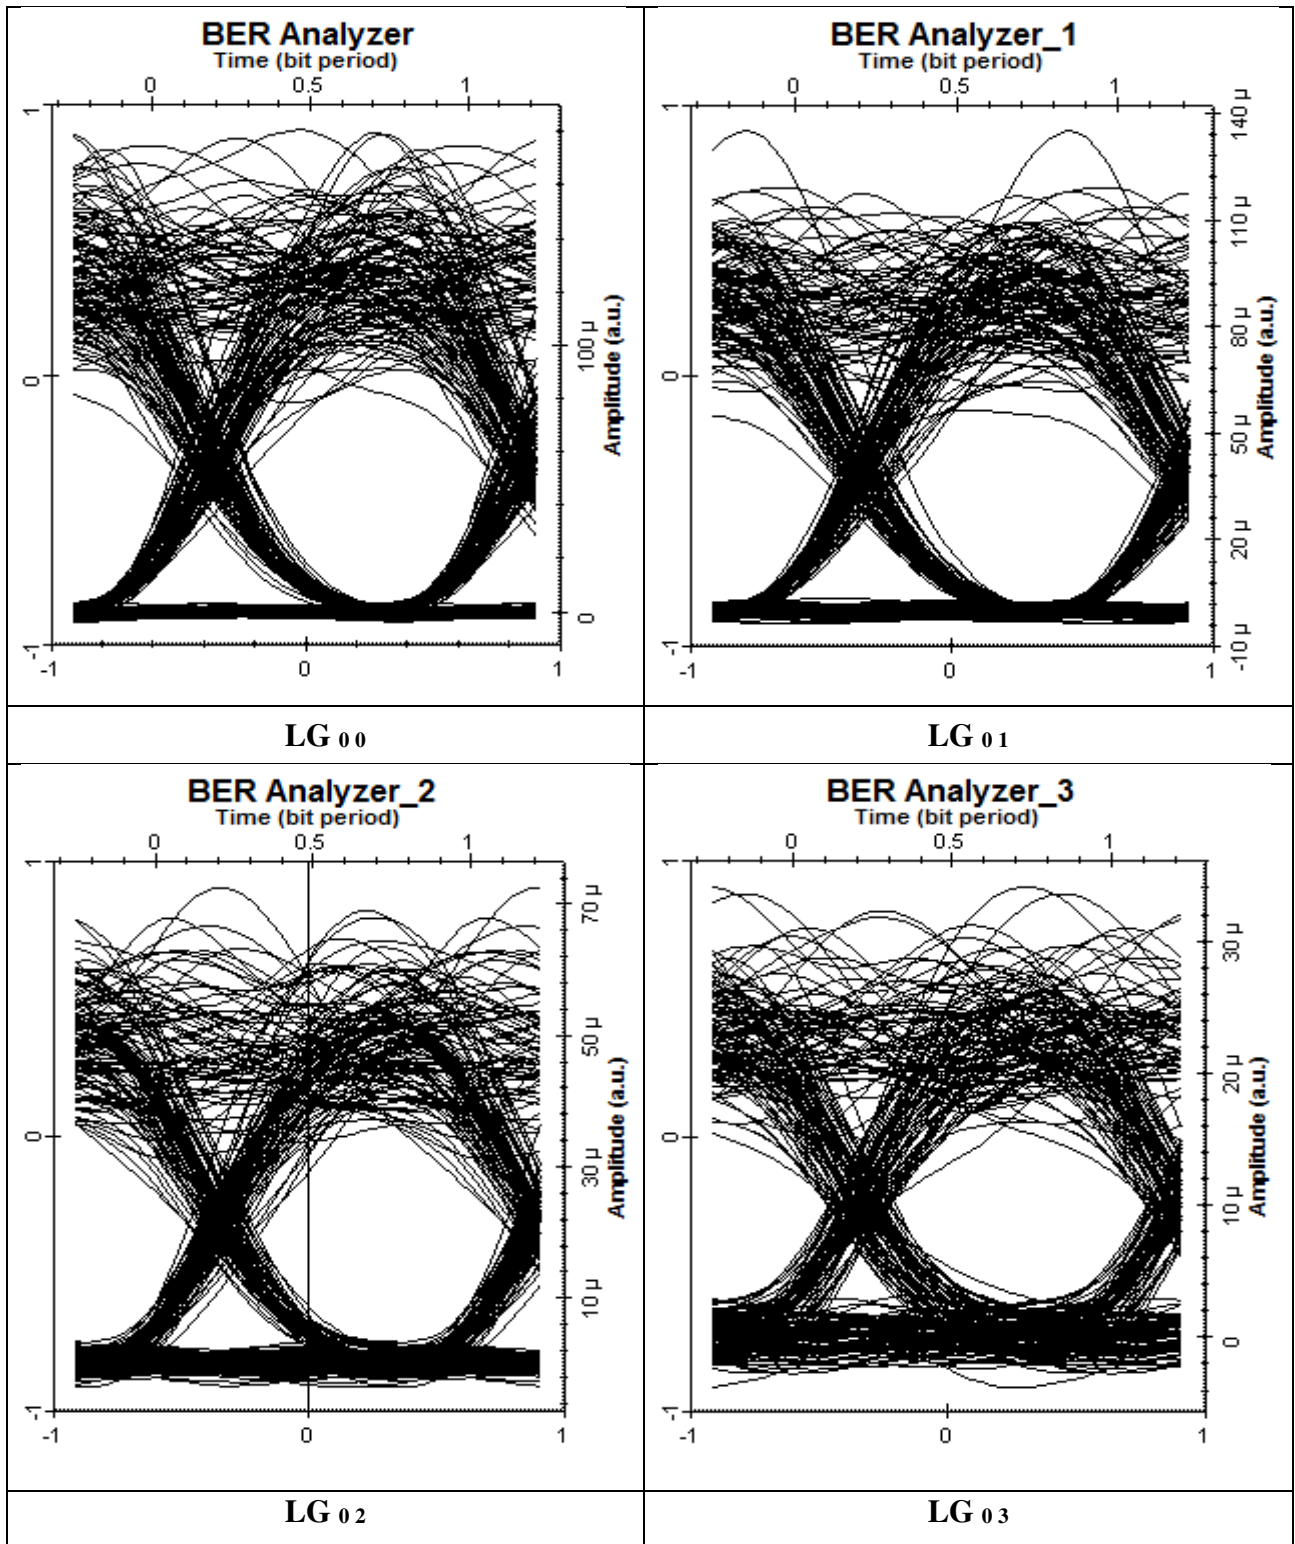 BER Analyzer
Time (bit period)
0 0.5 1
1
0
-1
100 µ
0
Amplitude (a.u.)
-1 0 1
LG 0 0
BER Analyzer_1
Time (bit period)
0 0.5 1
1
0
-1
140 µ
110 µ
80 µ
50 µ
20 µ
-10 µ
Amplitude (a.u.)
-1 0 1
LG 0 1
BER Analyzer_2
Time (bit period)
0 0.5 1
1
0
-1
70 µ
50 µ
30 µ
10 µ
Amplitude (a.u.)
-1 0 1
LG 0 2
BER Analyzer_3
Time (bit period)
0 0.5 1
1
0
-1
30 µ
20 µ
10 µ
0
Amplitude (a.u.)
-1 0 1
LG 0 3